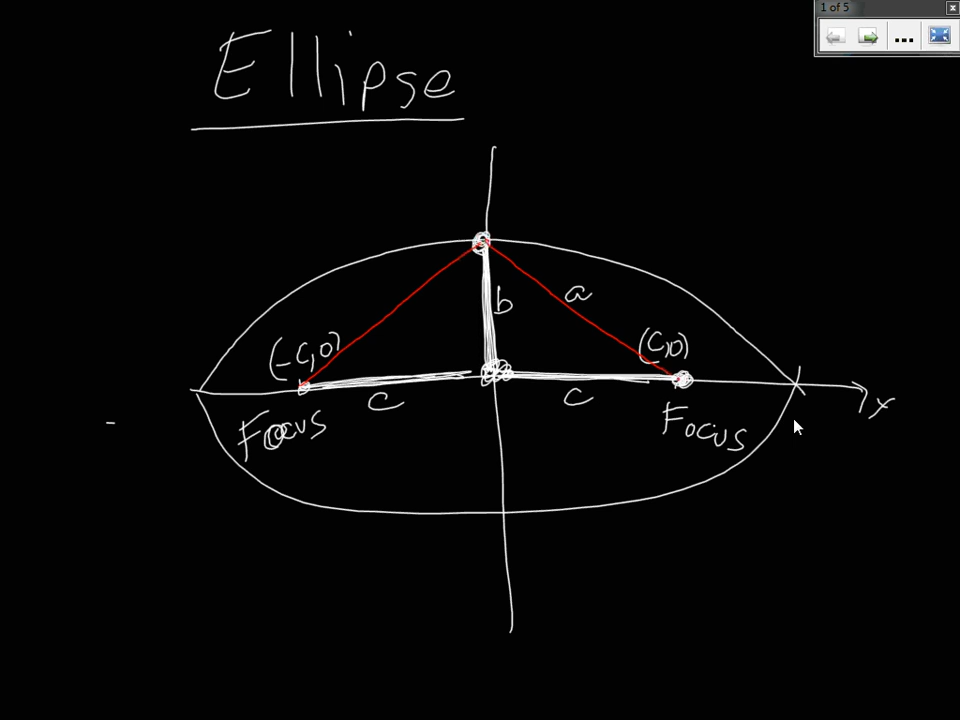 1 of 5
Ellipse
b
a
(-c,0)
(c,0)
c
c
x
Focus
Focus